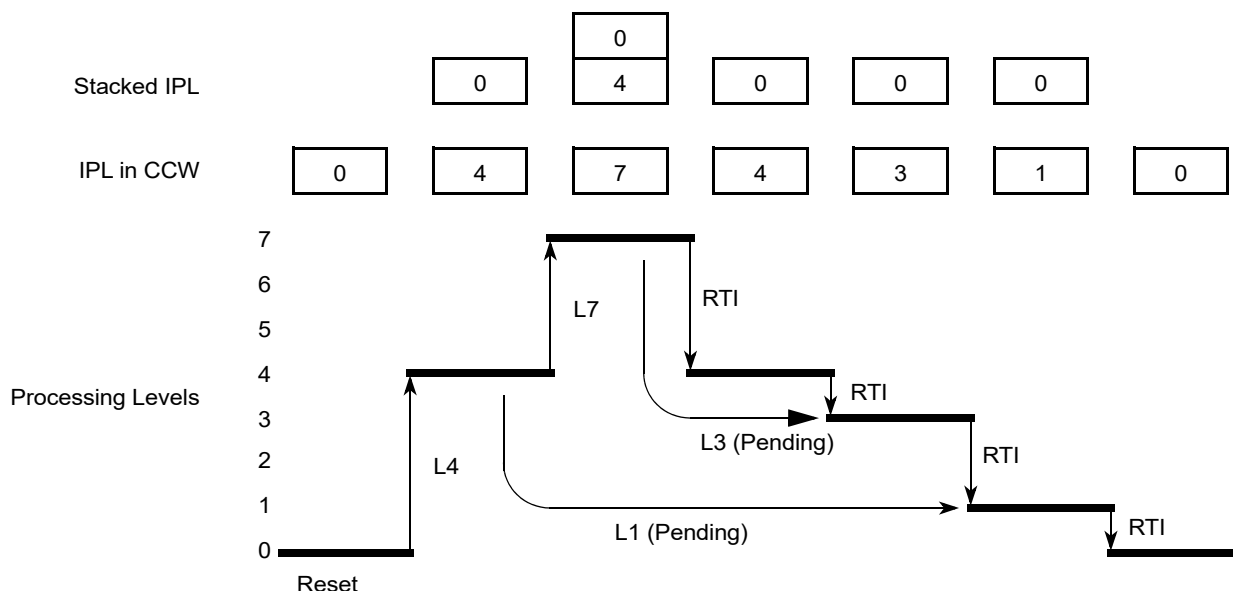 0
Stacked IPL 0 4 0 0 0
IPL in CCW 0 4 7 4 3 1 0
7
6
L7 RTI
5
Processing Levels
4
RTI
3
L3 (Pending)
2
L4 RTI
1
L1 (Pending) RTI
0
Reset